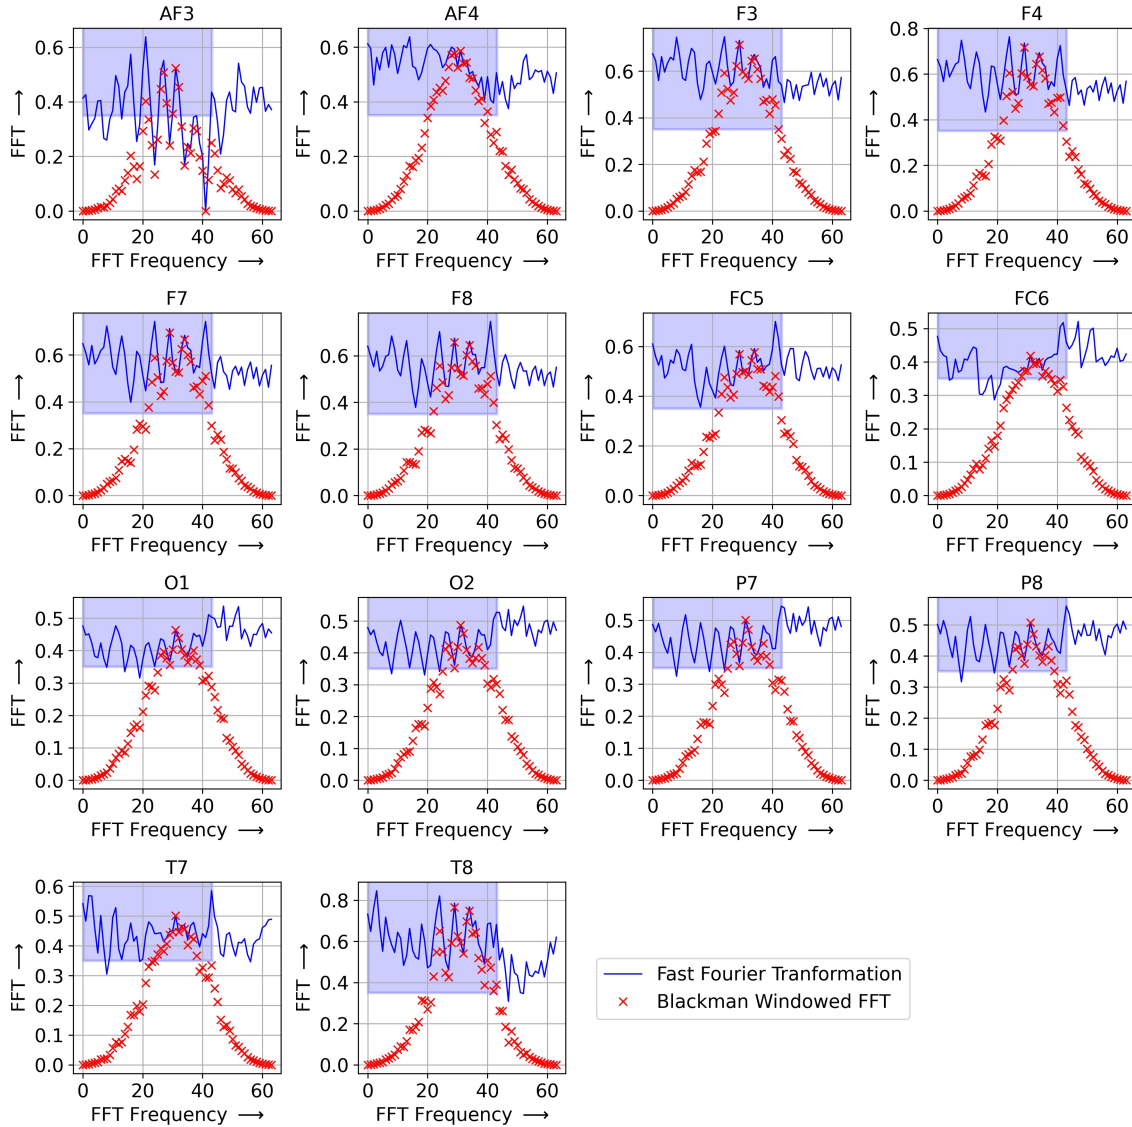 AF3 AF4 F3 F4
0.6 0.6 0.6 0.8
0.4 0.4 0.4 0.6
0.2 0.2 0.2 0.4
0.0 0.0 0.0 0.2
0.0
FFT → FFT → FFT → FFT →
0 20 40 60 0 20 40 60 0 20 40 60 0 20 40 60
FFT Frequency → FFT Frequency → FFT Frequency → FFT Frequency →
F7 F8 FC5 FC6
0.6 0.6 0.6 0.5
0.4 0.4 0.4 0.4
0.2 0.2 0.2 0.3
0.0 0.0 0.0 0.2
0.1
0.0
FFT → FFT → FFT → FFT →
0 20 40 60 0 20 40 60 0 20 40 60 0 20 40 60
FFT Frequency → FFT Frequency → FFT Frequency → FFT Frequency →
O1 O2 P7 P8
0.5 0.5 0.5 0.5
0.4 0.4 0.4 0.4
0.3 0.3 0.3 0.3
0.2 0.2 0.2 0.2
0.1 0.1 0.1 0.1
0.0 0.0 0.0 0.0
FFT → FFT → FFT → FFT →
0 20 40 60 0 20 40 60 0 20 40 60 0 20 40 60
FFT Frequency → FFT Frequency → FFT Frequency → FFT Frequency →
T7 T8
0.6 0.8
0.5 0.6
0.4 0.4
0.3 0.2
0.2 0.0
0.1
0.0
FFT → FFT →
0 20 40 60 0 20 40 60
FFT Frequency → FFT Frequency →
Fast Fourier Tranformation
Blackman Windowed FFT